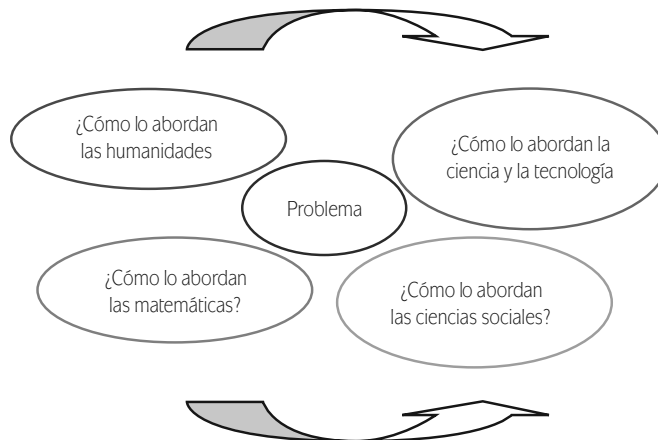 ¿Cómo lo abordan
las humanidades
¿Cómo lo abordan la
ciencia y la tecnología
Problema
¿Cómo lo abordan
las matemáticas?
¿Cómo lo abordan
las ciencias sociales?